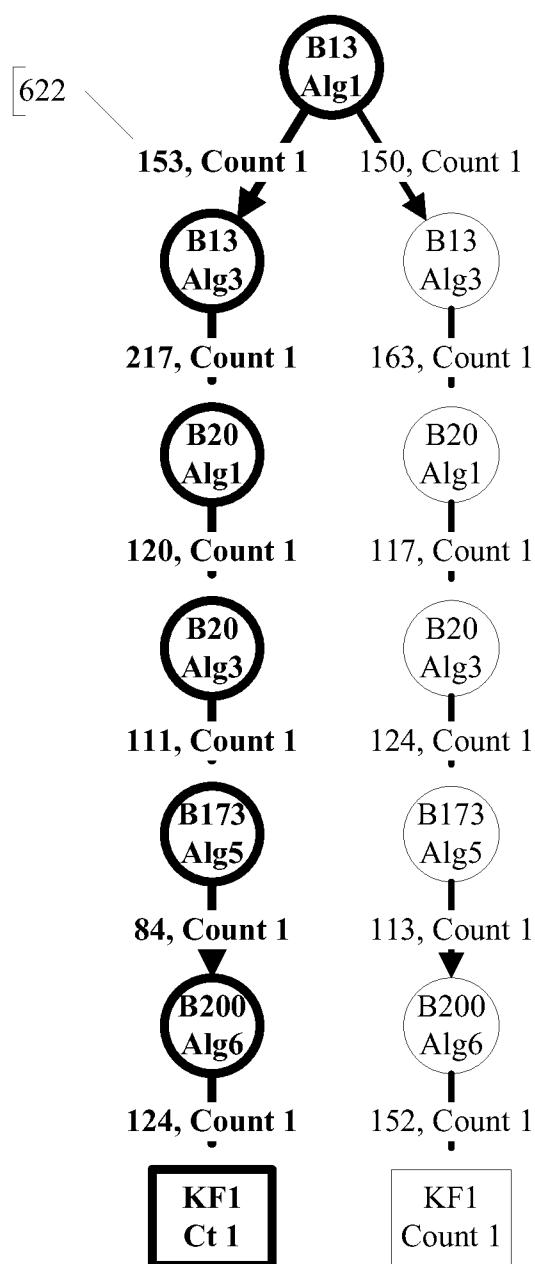 B13
Alg1
622
153, Count 1
150, Count 1
B13
Alg3
B13
Alg3
217, Count 1
163, Count 1
B20
Alg1
B20
Alg1
120, Count 1
117, Count 1
B20
Alg3
B20
Alg3
111, Count 1
124, Count 1
B173
Alg5
B173
Alg5
84, Count 1
113, Count 1
B200
Alg6
B200
Alg6
124, Count 1
152, Count 1
KF1
Ct 1
KF1
Count 1